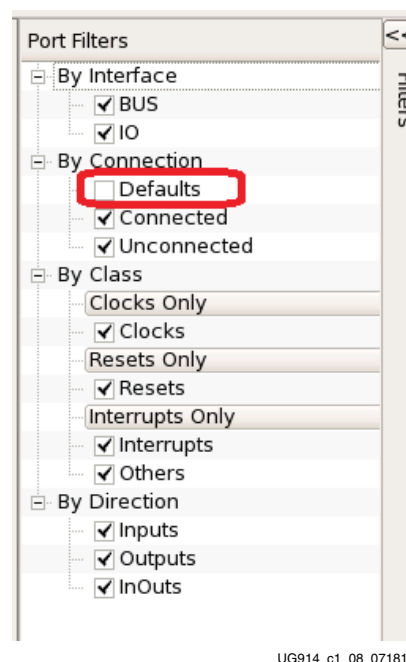 Port Filters
<<
Filters
By Interface
BUS
IO
By Connection
Defaults
Connected
Unconnected
By Class
Clocks Only
Clocks
Resets Only
Resets
Interrupts Only
Interrupts
Others
By Direction
Inputs
Outputs
InOuts
UG914_c1_08_07181